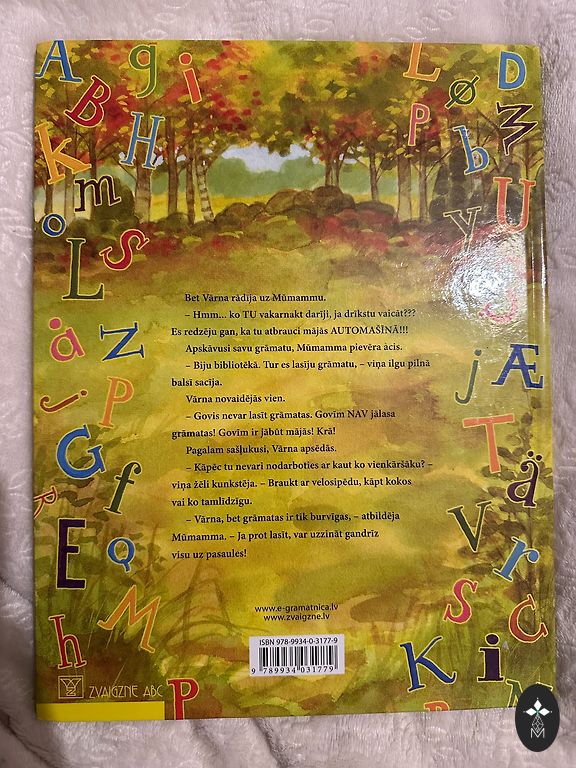 Bet Vārna rādīja uz Mūmammu.
– Hmm... ko TU vakarnakt darīji, ja drīkstu vaicāt???
Es redzēju gan, ka tu atbrauci mājās AUTOMAŠĪNĀ!!!
Apskāvusi savu grāmatu, Mūmamma pievēra ācis.
– Biju bibliotēkā. Tur es lasīju grāmatu, – viņa ilgu pilnā
balsī sacīja.
Vārna novaidējās vien.
– Govis nevar lasīt grāmatas. Govīm NAV jālasa
grāmatas! Govīm ir jābūt mājās! Krā!
Pagalam sašļukusi, Vārna apsēdās.
– Kāpēc tu nevari nodarboties ar kaut ko vienkāršāku? –
viņa žēli kunkstēja. – Braukt ar velosipēdu, kāpt kokos
vai ko tamlīdzīgu.
– Vārna, bet grāmatas ir tik burvīgas, – atbildēja
Mūmamma. – Ja prot lasīt, var uzzināt gandrīz
visu uz pasaules!
www.e-gramatnica.lv
www.zvaigzne.lv
ISBN 978-9934-0-3177-9
9 789934 031779
ZVAIGZNE ABC